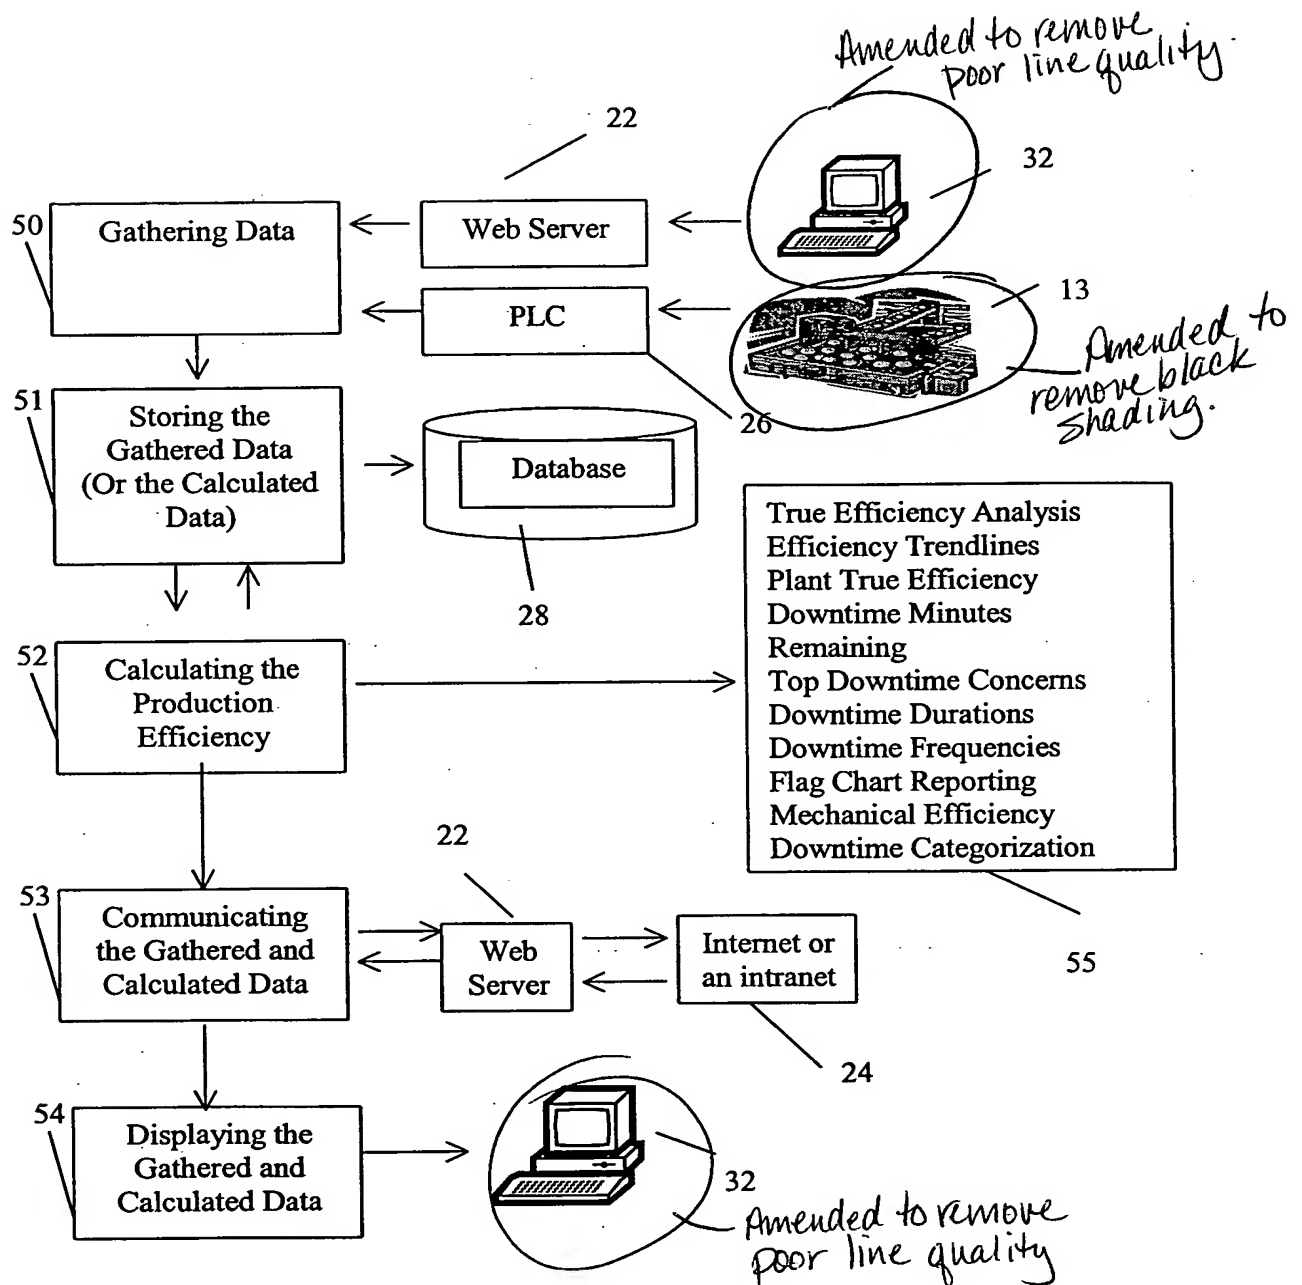 Amended to remove
poor line quality.
22
32
50
Gathering Data
Web Server
13
PLC
Amended to
remove black
shading.
51
Storing the
Gathered Data
(Or the Calculated
Data)
26
Database
28
True Efficiency Analysis
Efficiency Trendlines
Plant True Efficiency
Downtime Minutes
Remaining
Top Downtime Concerns
Downtime Durations
Downtime Frequencies
Flag Chart Reporting
Mechanical Efficiency
Downtime Categorization
52
Calculating the
Production
Efficiency
22
53
Communicating
the Gathered and
Calculated Data
Web
Server
Internet or
an intranet
55
24
54
Displaying the
Gathered and
Calculated Data
32
Amended to remove
poor line quality